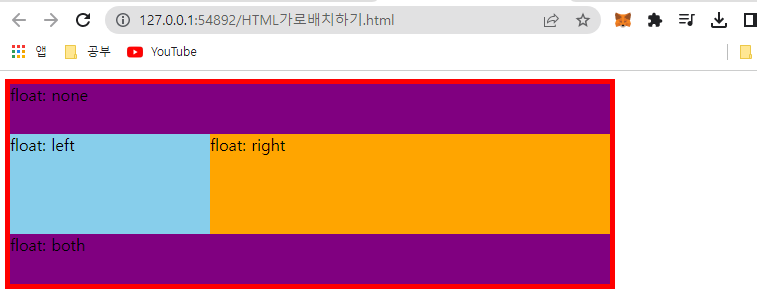 127.0.0.1:54892/HTML가로배치하기.html
앱 공부 YouTube
float: none
float: left float: right
float: both